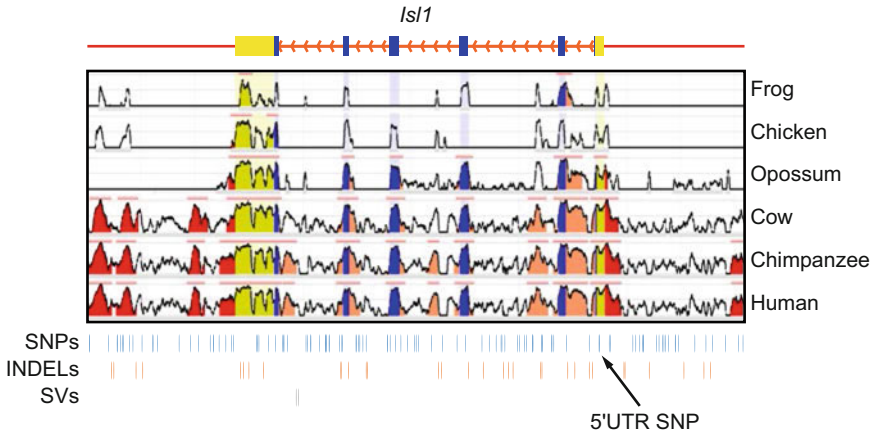 Isl1
Frog
Chicken
Opossum
Cow
Chimpanzee
Human
SNPs
INDELs
SVs
5'UTR SNP